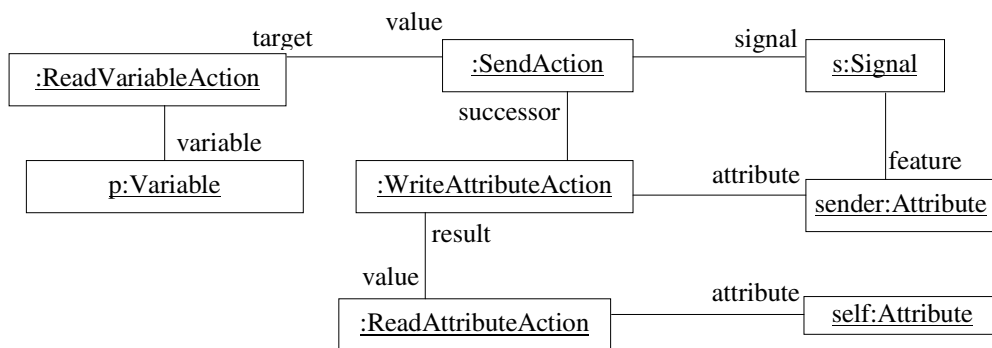 value
target
signal
:ReadVariableAction
:SendAction
s:Signal
successor
variable
feature
p:Variable
:WriteAttributeAction
attribute
sender:Attribute
result
value
attribute
:ReadAttributeAction
self:Attribute